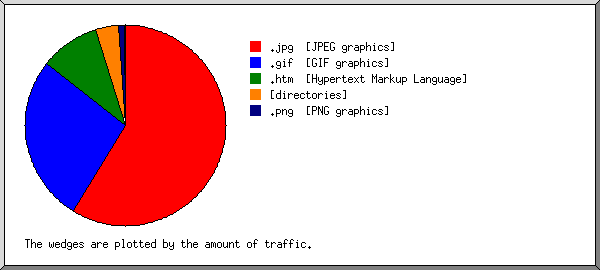 .jpg [JPEG graphics]
.gif [GIF graphics]
.htm [Hypertext Markup Language]
[directories]
.png [PNG graphics]
The wedges are plotted by the amount of traffic.